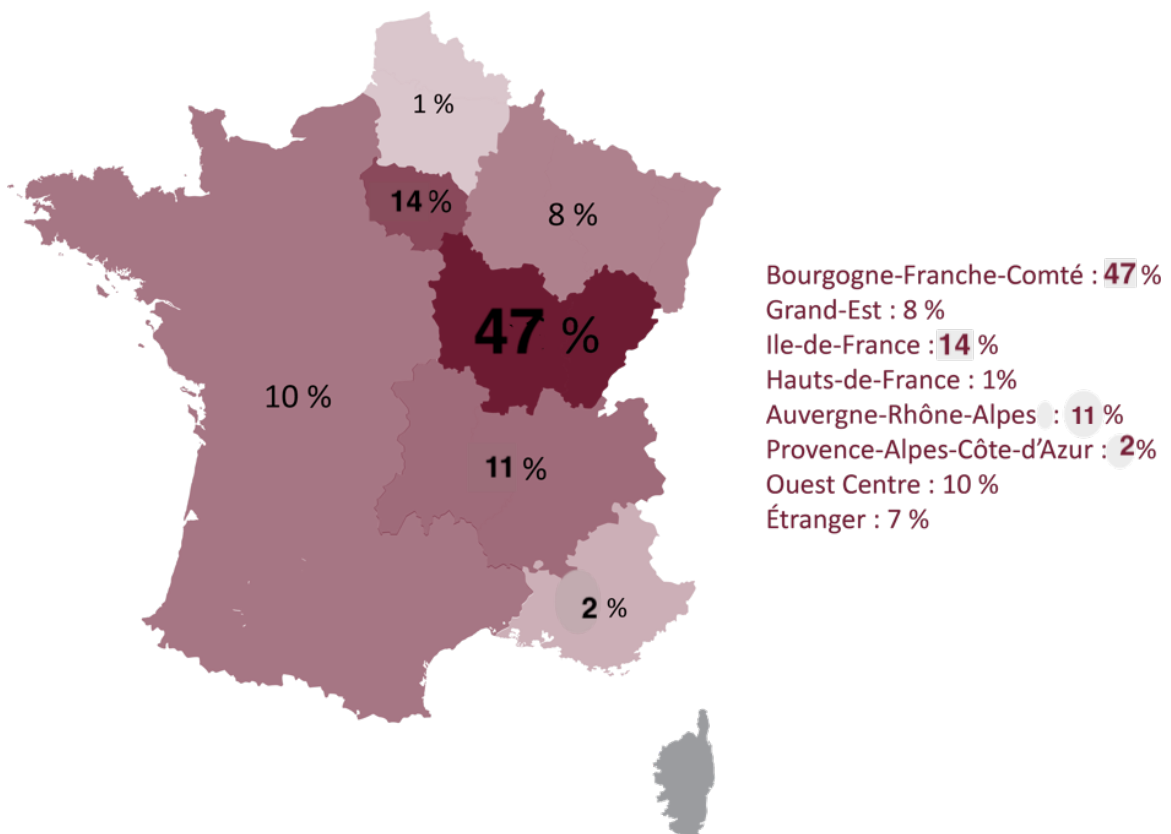 1 %
14 %
8 %
47 %
10 %
11 %
2 %
Bourgogne-Franche-Comté : 47 %
Grand-Est : 8 %
Ile-de-France : 14 %
Hauts-de-France : 1%
Auvergne-Rhône-Alpes : 11 %
Provence-Alpes-Côte-d’Azur : 2%
Ouest Centre : 10 %
Étranger : 7 %